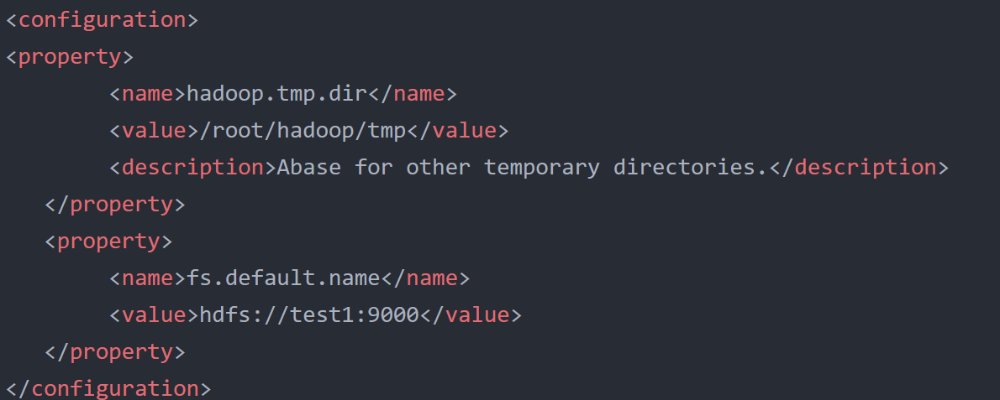 <configuration>
<property>
<name>hadoop.tmp.dir</name>
<value>/root/hadoop/tmp</value>
<description>Abase for other temporary directories.</description>
</property>
<property>
<name>fs.default.name</name>
<value>hdfs://test1:9000</value>
</property>
</configuration>